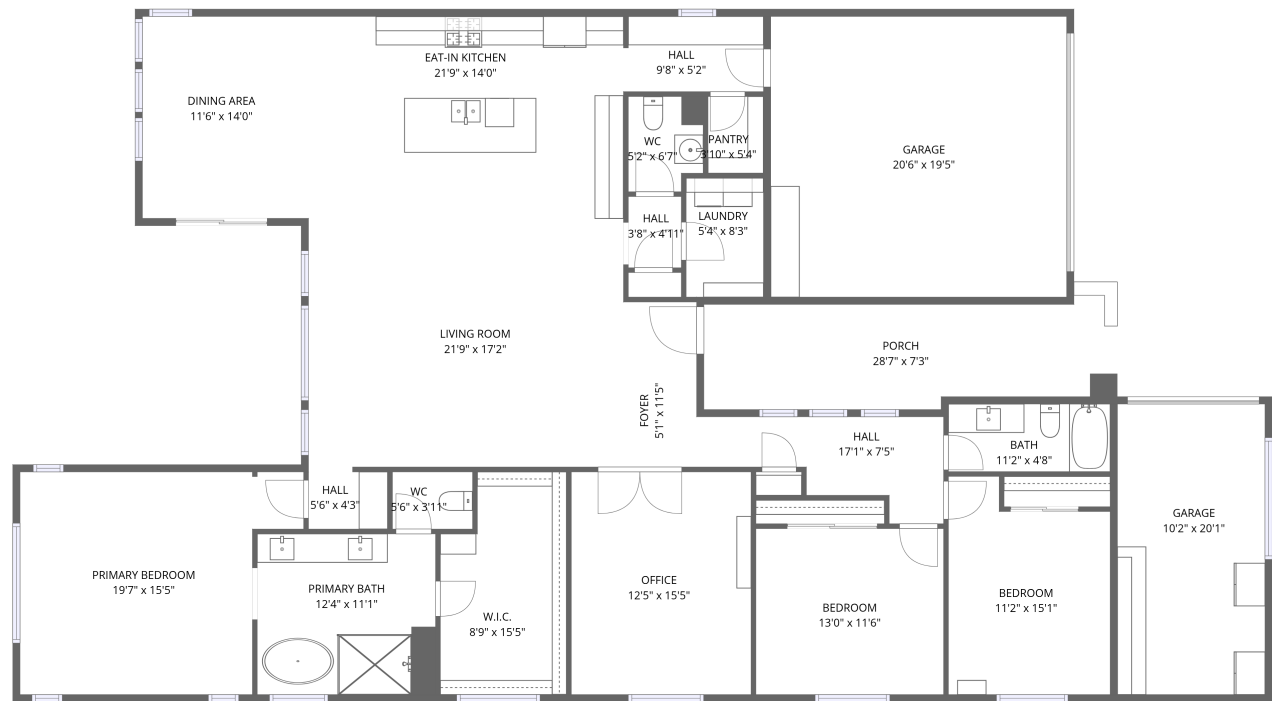 EAT-IN KITCHEN
21'9" x 14'0"
HALL
9'8" x 5'2"
DINING AREA
11'6" x 14'0"
WC
5'2" x 6'7"
PANTRY
3'10" x 5'4"
GARAGE
20'6" x 19'5"
HALL
3'8" x 4'11"
LAUNDRY
5'4" x 8'3"
LIVING ROOM
21'9" x 17'2"
PORCH
28'7" x 7'3"
FOYER
5'1" x 11'5"
HALL
17'1" x 7'5"
BATH
11'2" x 4'8"
HALL
5'6" x 4'3"
WC
5'6" x 3'11"
GARAGE
10'2" x 20'1"
PRIMARY BEDROOM
19'7" x 15'5"
PRIMARY BATH
12'4" x 11'1"
W.I.C.
8'9" x 15'5"
OFFICE
12'5" x 15'5"
BEDROOM
13'0" x 11'6"
BEDROOM
11'2" x 15'1"